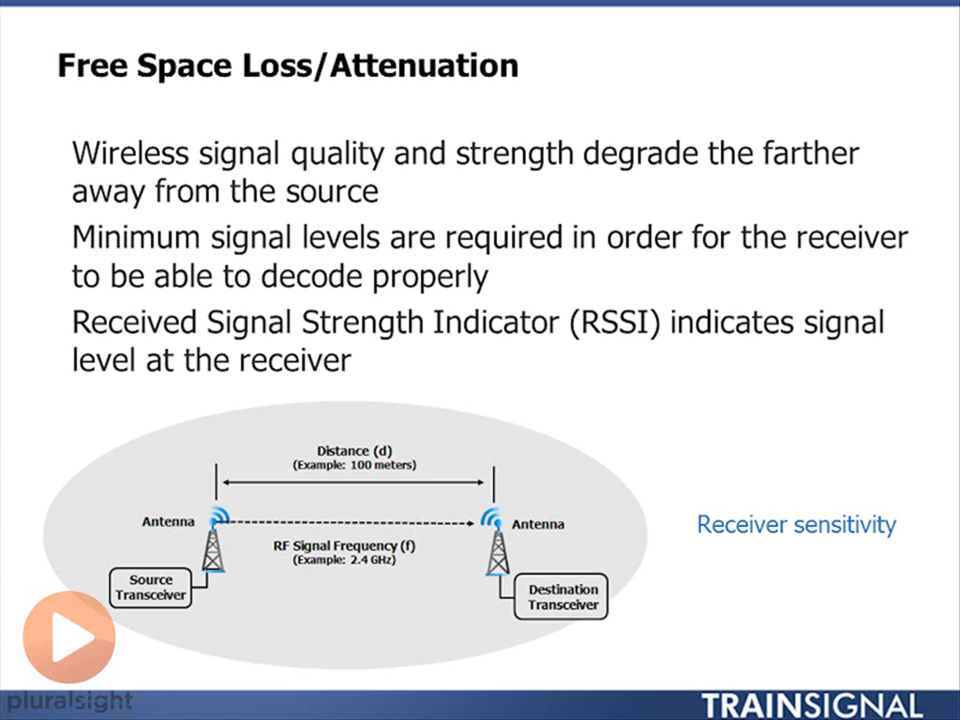 Free Space Loss/Attenuation
Wireless signal quality and strength degrade the farther
away from the source
Minimum signal levels are required in order for the receiver
to be able to decode properly
Received Signal Strength Indicator (RSSI) indicates signal
level at the receiver
Distance (d)
(Example: 100 meters)
Antenna
Antenna
RF Signal Frequency (f)
(Example: 2.4 GHz)
Receiver sensitivity
Source
Transceiver
Destination
Transceiver
pluralsight
TRAINSIGNAL